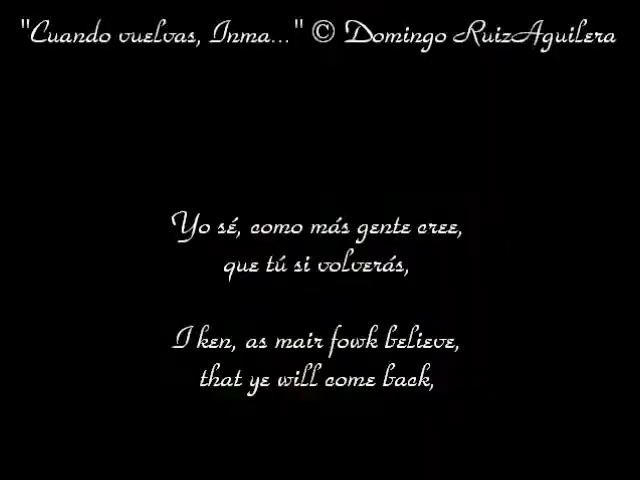 "Cuando vuelvas, Inma..." © Domingo RuizAguilera
Yo sé, como más gente cree,
que tú si volverás,
I ken, as mair fowk believe,
that ye will come back,